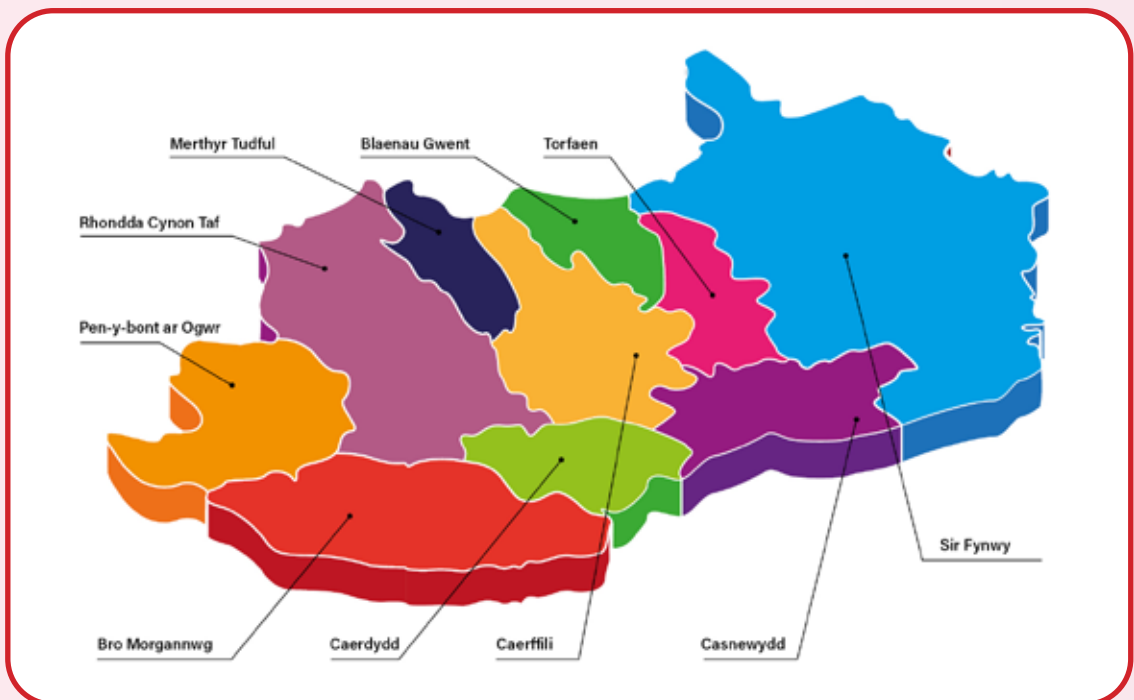 Merthyr Tudful
Blaenau Gwent
Torfaen
Rhondda Cynon Taf
Pen-y-bont ar Ogwr
Sir Fynwy
Bro Morgannwg
Caerdydd
Caerffili
Casnewydd